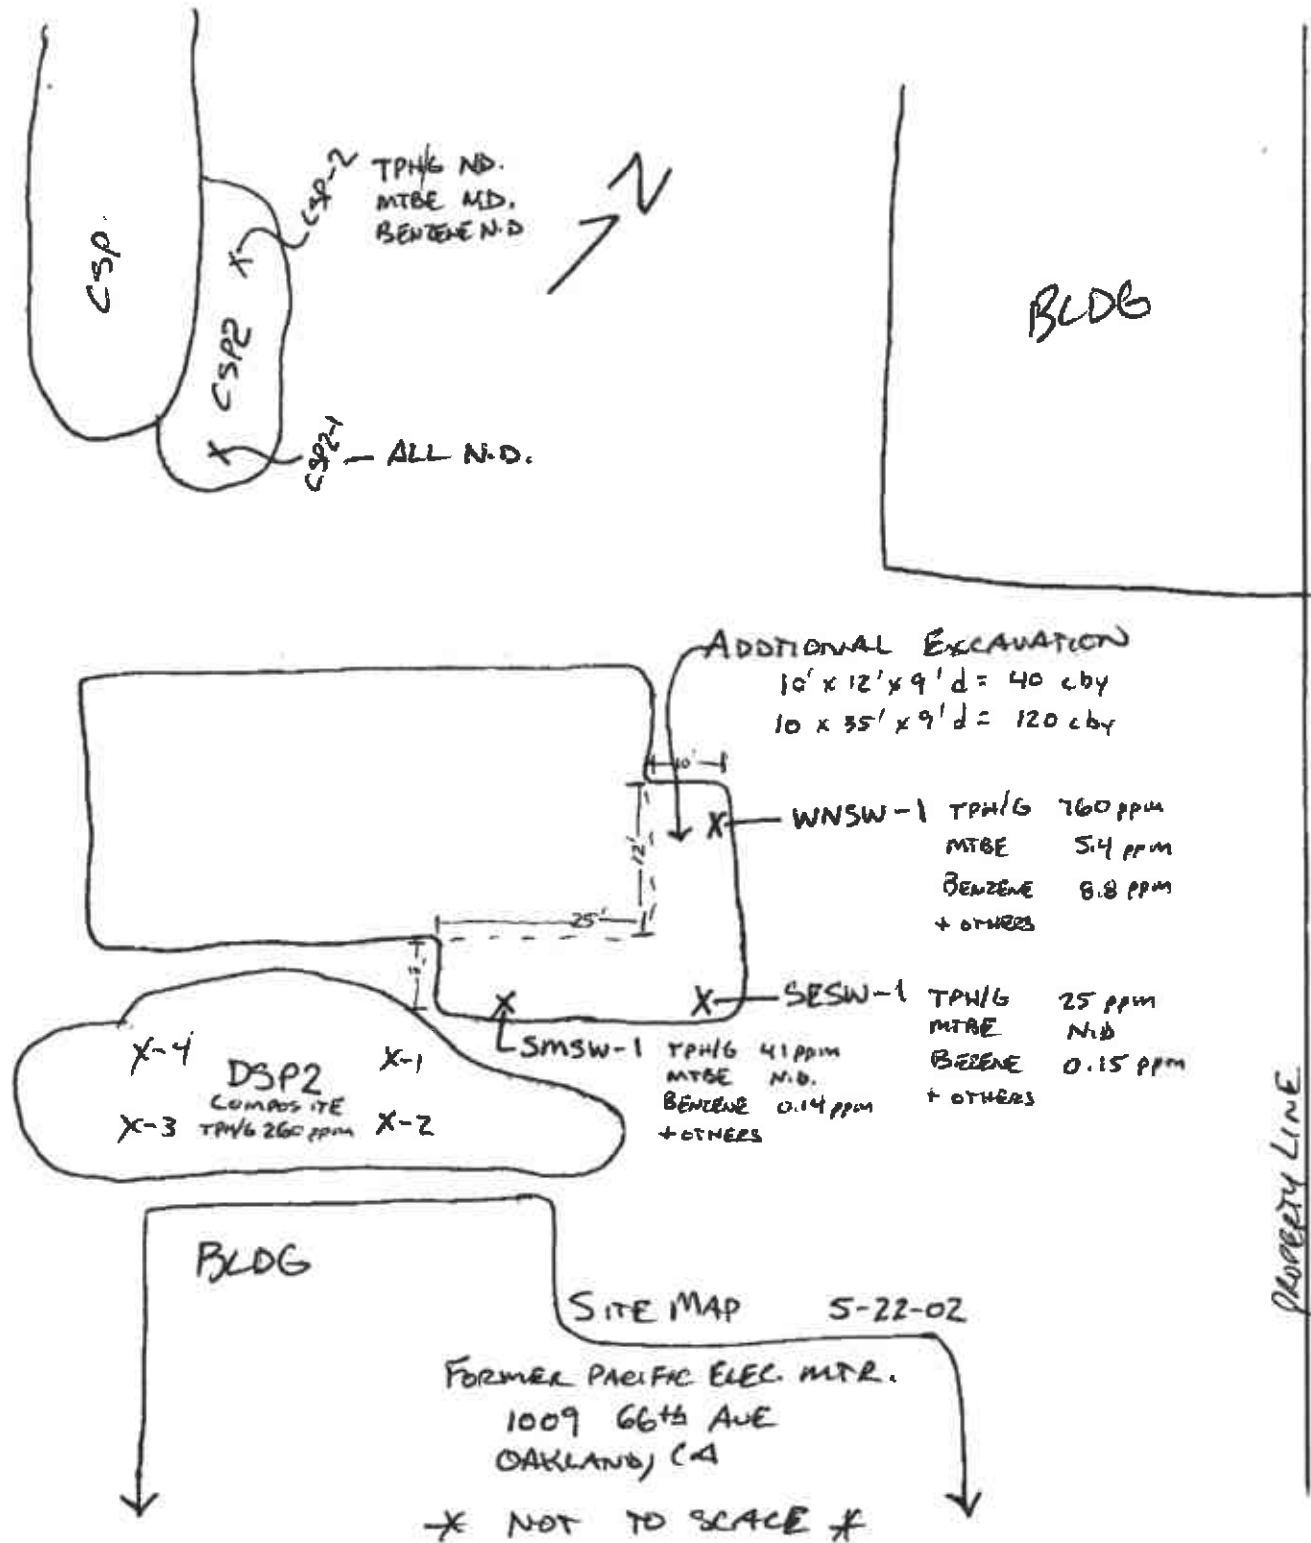 CSP.
CSP-2
TPH/G ND.
MTBE ND.
BENZENE N.D
N
CSP2
CSP2-1 — ALL N.D.
BLDG
ADDTIONAL EXCAVATION
10' x 12' x 9' d = 40 cby
10 x 35' x 9' d = 120 cby
10'
12'
25'
X WNSW-1 TPH/G 760 ppm
MTBE 5.4 ppm
BENZENE 8.8 ppm
+ OTHERS
X SESW-1 TPH/G 25 ppm
MTBE N.D
BEZENE 0.15 ppm
+ OTHERS
X SMSW-1 TPH/G 41 ppm
MTBE N.D.
BENZENE 0.14 ppm
+ OTHERS
X-4
X-1
DSP2
COMPOSITE
X-3 TPH/G 260 ppm X-2
BLDG
SITE MAP 5-22-02
FORMER PACIFIC ELEC. MTR.
1009 66th AVE
OAKLAND, CA
* NOT TO SCALE *
PROPERTY LINE